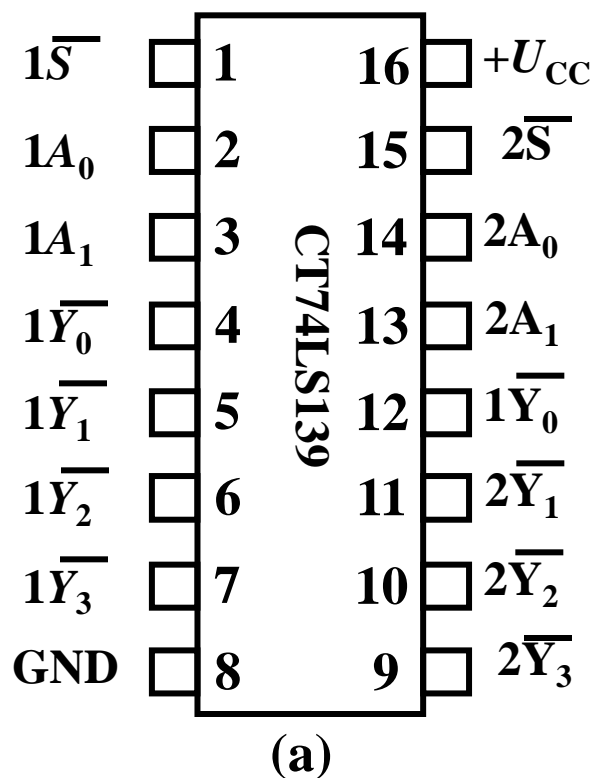 1S̅ 1 16 +U_CC
1A₀ 2 15 2S̅
1A₁ 3 14 2A₀
1Y̅₀ 4 13 2A₁
1Y̅₁ 5 12 1Y̅₀
1Y̅₂ 6 11 2Y̅₁
1Y̅₃ 7 10 2Y̅₂
GND 8 9 2Y̅₃
CT74LS139
(a)